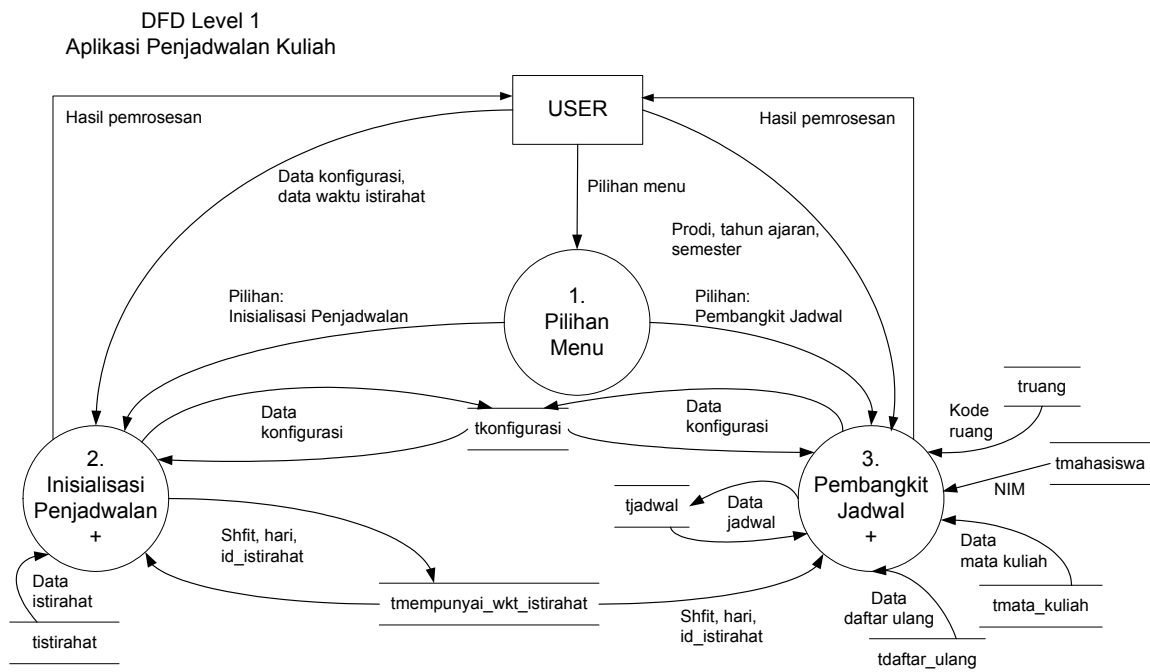 DFD Level 1
Aplikasi Penjadwalan Kuliah
USER
Hasil pemrosesan
Hasil pemrosesan
Data konfigurasi,
data waktu istirahat
Pilihan menu
Prodi, tahun ajaran,
semester
1.
Pilihan
Menu
Pilihan:
Inisialisasi Penjadwalan
Pilihan:
Pembangkit Jadwal
truang
Kode
ruang
Data
konfigurasi
tkonfigurasi
Data
konfigurasi
tmahasiswa
NIM
2.
Inisialisasi
Penjadwalan
+
3.
Pembangkit
Jadwal
+
tjadwal
Data
jadwal
Shfit, hari,
id_istirahat
Data
mata kuliah
Data
istirahat
tmempunyai_wkt_istirahat
Shfit, hari,
id_istirahat
Data
daftar ulang
tmata_kuliah
tistirahat
tdaftar_ulang